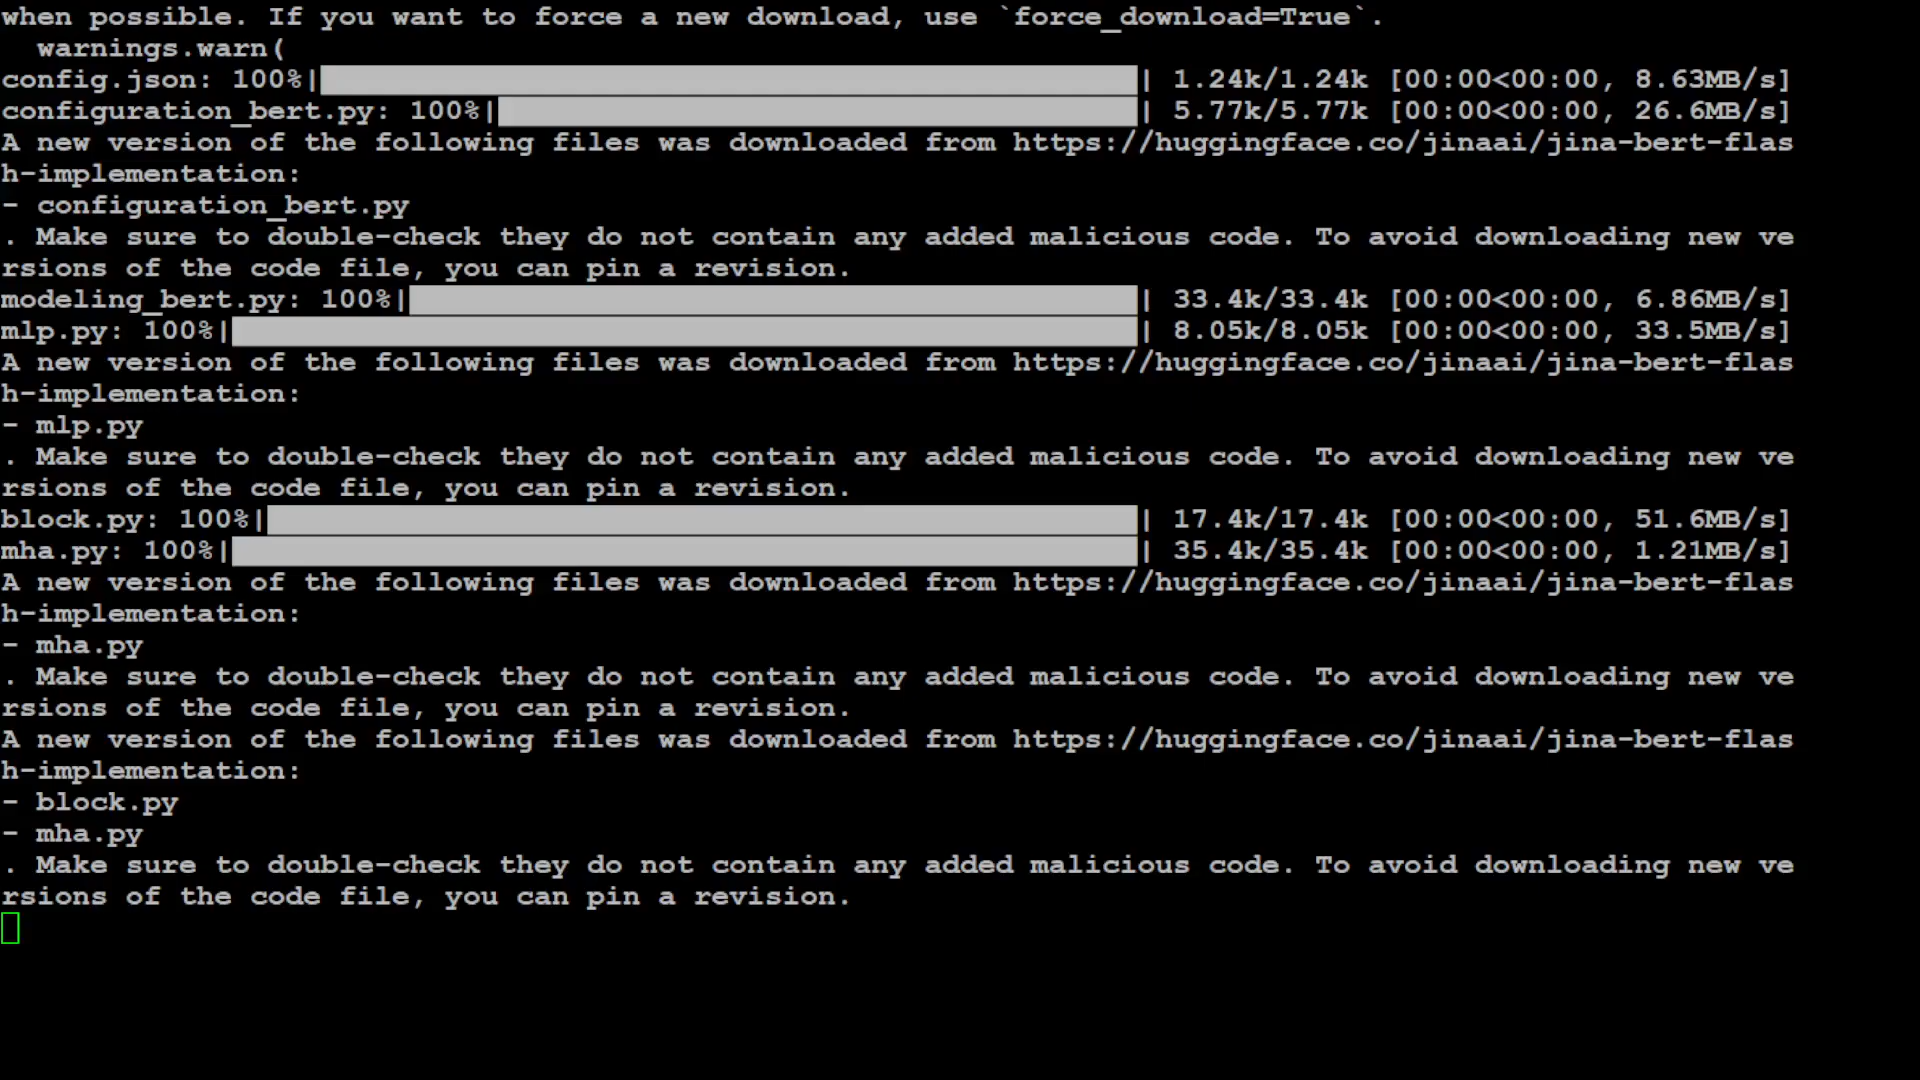 when possible. If you want to force a new download, use `force_download=True`.
  warnings.warn(
config.json: 100%|| 1.24k/1.24k [00:00<00:00, 8.63MB/s]
configuration_bert.py: 100%|| 5.77k/5.77k [00:00<00:00, 26.6MB/s]
A new version of the following files was downloaded from https://huggingface.co/jinaai/jina-bert-flas
h-implementation:
- configuration_bert.py
. Make sure to double-check they do not contain any added malicious code. To avoid downloading new ve
rsions of the code file, you can pin a revision.
modeling_bert.py: 100%|| 33.4k/33.4k [00:00<00:00, 6.86MB/s]
mlp.py: 100%|| 8.05k/8.05k [00:00<00:00, 33.5MB/s]
A new version of the following files was downloaded from https://huggingface.co/jinaai/jina-bert-flas
h-implementation:
- mlp.py
. Make sure to double-check they do not contain any added malicious code. To avoid downloading new ve
rsions of the code file, you can pin a revision.
block.py: 100%|| 17.4k/17.4k [00:00<00:00, 51.6MB/s]
mha.py: 100%|| 35.4k/35.4k [00:00<00:00, 1.21MB/s]
A new version of the following files was downloaded from https://huggingface.co/jinaai/jina-bert-flas
h-implementation:
- mha.py
. Make sure to double-check they do not contain any added malicious code. To avoid downloading new ve
rsions of the code file, you can pin a revision.
A new version of the following files was downloaded from https://huggingface.co/jinaai/jina-bert-flas
h-implementation:
- block.py
- mha.py
. Make sure to double-check they do not contain any added malicious code. To avoid downloading new ve
rsions of the code file, you can pin a revision.